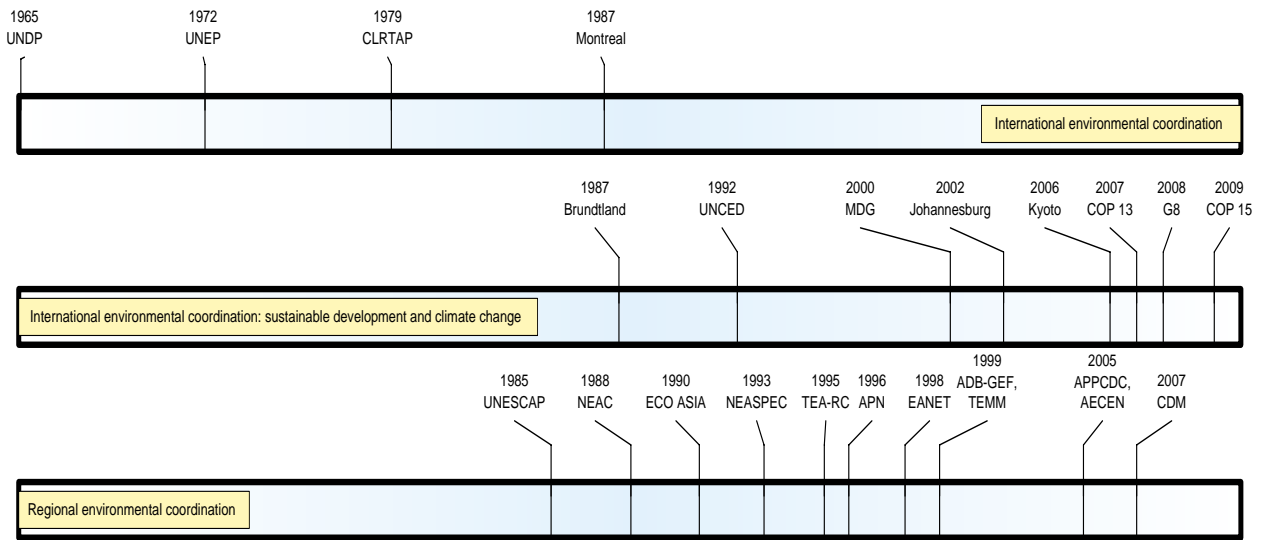 1965
UNDP
1972
UNEP
1979
CLRTAP
1987
Montreal
International environmental coordination
1987
Brundtland
1992
UNCED
2000
MDG
2002
Johannesburg
2006
Kyoto
2007
COP 13
2008
G8
2009
COP 15
International environmental coordination: sustainable development and climate change
1985
UNESCAP
1988
NEAC
1990
ECO ASIA
1993
NEASPEC
1995
TEA-RC
1996
APN
1998
EANET
1999
ADB-GEF,
TEMM
2005
APPCDC,
AECEN
2007
CDM
Regional environmental coordination